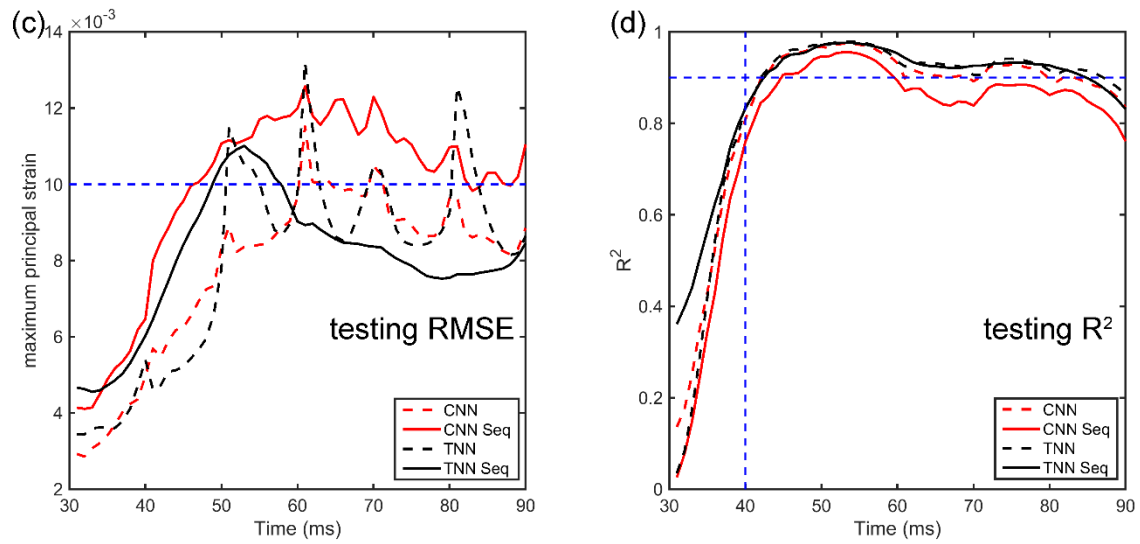 (c)
×10⁻³
14
12
10
8
6
4
2
maximum principal strain
30 40 50 60 70 80 90
Time (ms)
testing RMSE
CNN
CNN Seq
TNN
TNN Seq
(d)
1
0.8
0.6
0.4
0.2
0
R²
30 40 50 60 70 80 90
Time (ms)
testing R²
CNN
CNN Seq
TNN
TNN Seq